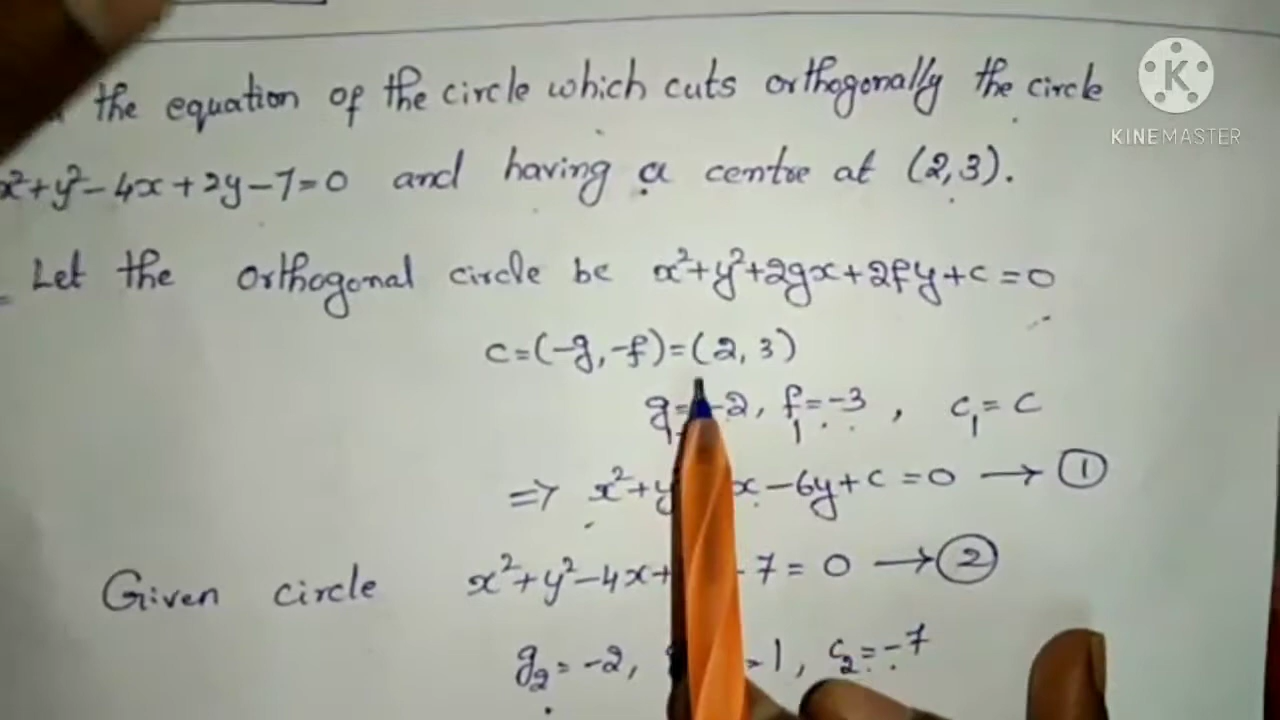 the equation of the circle which cuts orthogonally the circle
x²+y²-4x+2y-7=0 and having a centre at (2,3).
Let the orthogonal circle be x²+y²+2gx+2fy+c=0
c=(-g,-f)=(2,3)
g₁=-2, f₁=-3, c₁=c
=> x²+y x-6y+c=0 → ①
Given circle x²+y²-4x+ -7=0 → ②
g₂=-2, 1, c₂=-7
K
KINEMASTER